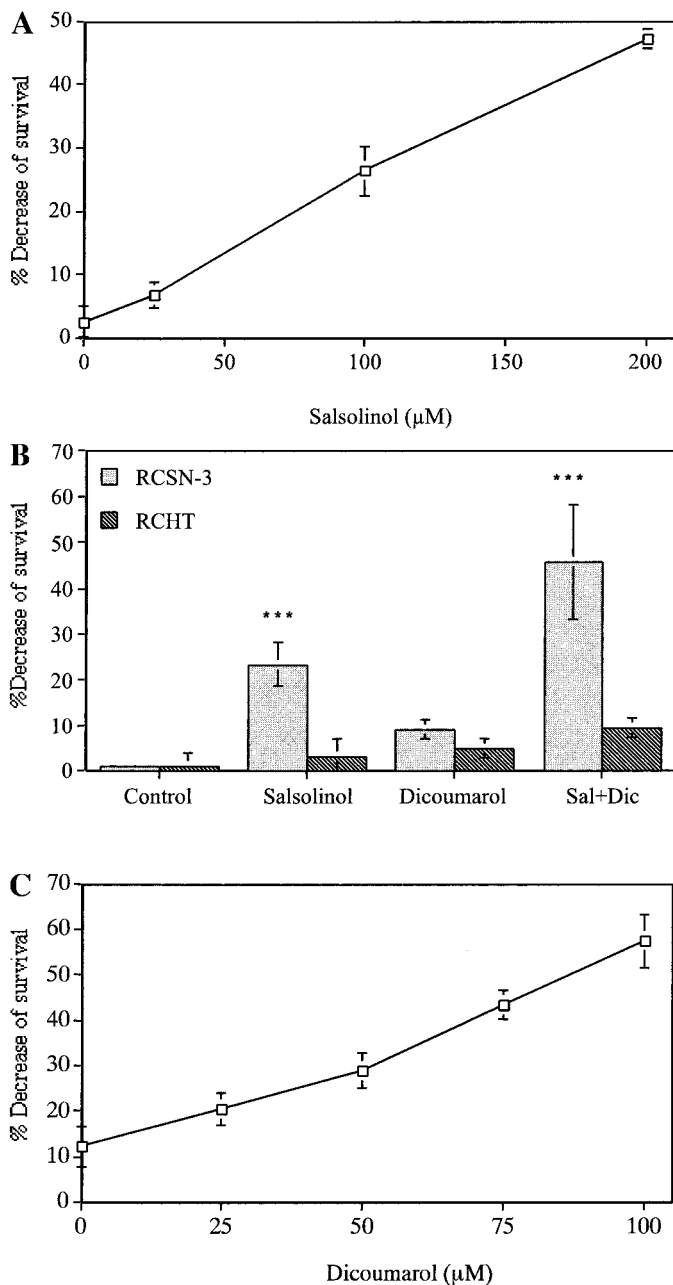 A
% Decrease of survival
50
40
30
20
10
0
0 50 100 150 200
Salsolinol (µM)
B
%Decrease of survival
70
60
50
40
30
20
10
0
RCSN-3
RCHT
***
***
Control Salsolinol Dicoumarol Sal+Dic
C
% Decrease of survival
70
60
50
40
30
20
10
0
0 25 50 75 100
Dicoumarol (µM)